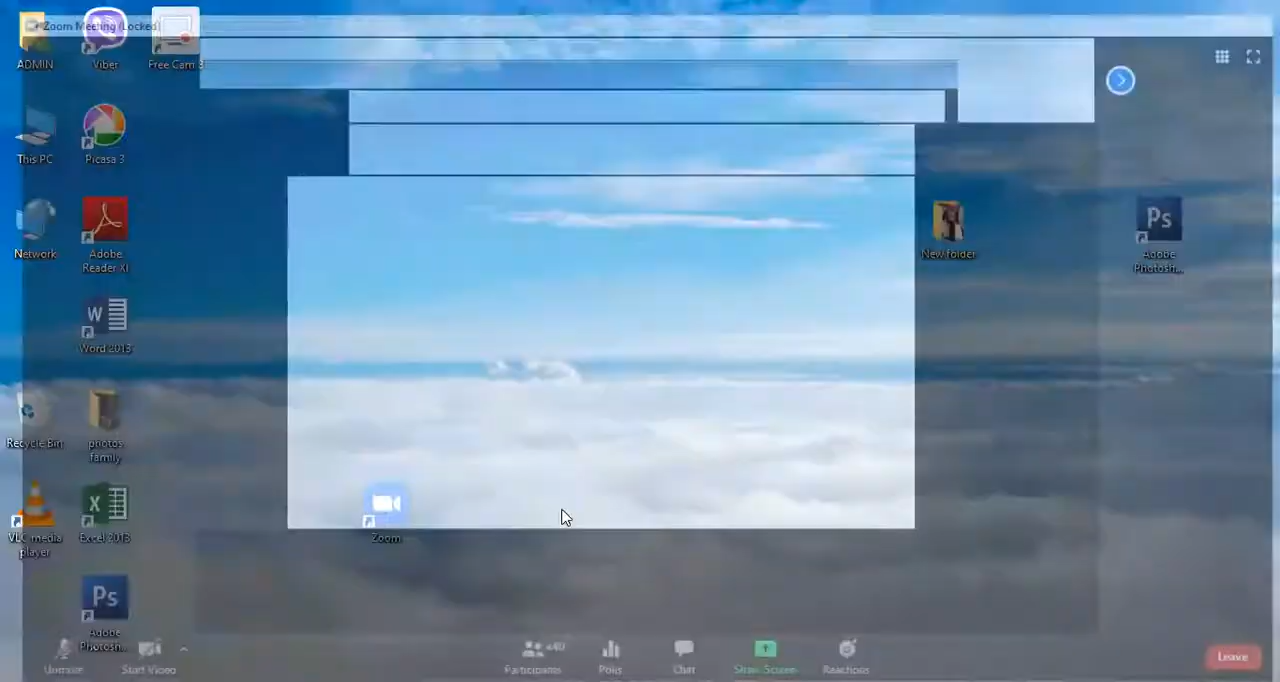 Zoom Meeting (Locked)
ADMIN
Viber
Free Cam 8
This PC
Picasa 3
Network
Adobe
Reader XI
New folder
Ps
Adobe
Photosh...
W
Word 2013
Recycle Bin
photos
family
VLC media
player
X
Excel 2013
Zoom
Ps
Adobe
Photosh...
Unmute
Start Video
Participants
Polls
Chat
Share Screen
Reactions
Leave